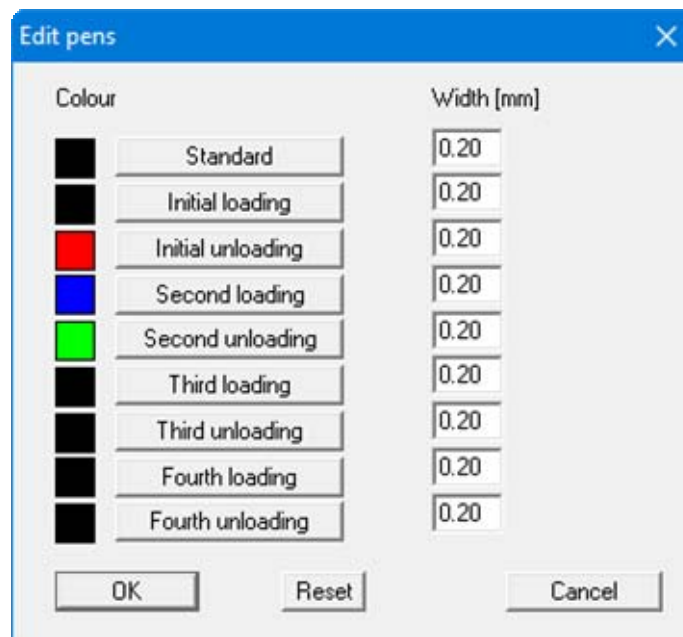 Edit pens
Colour Width [mm]
Standard 0.20
Initial loading 0.20
Initial unloading 0.20
Second loading 0.20
Second unloading 0.20
Third loading 0.20
Third unloading 0.20
Fourth loading 0.20
Fourth unloading 0.20
OK Reset Cancel